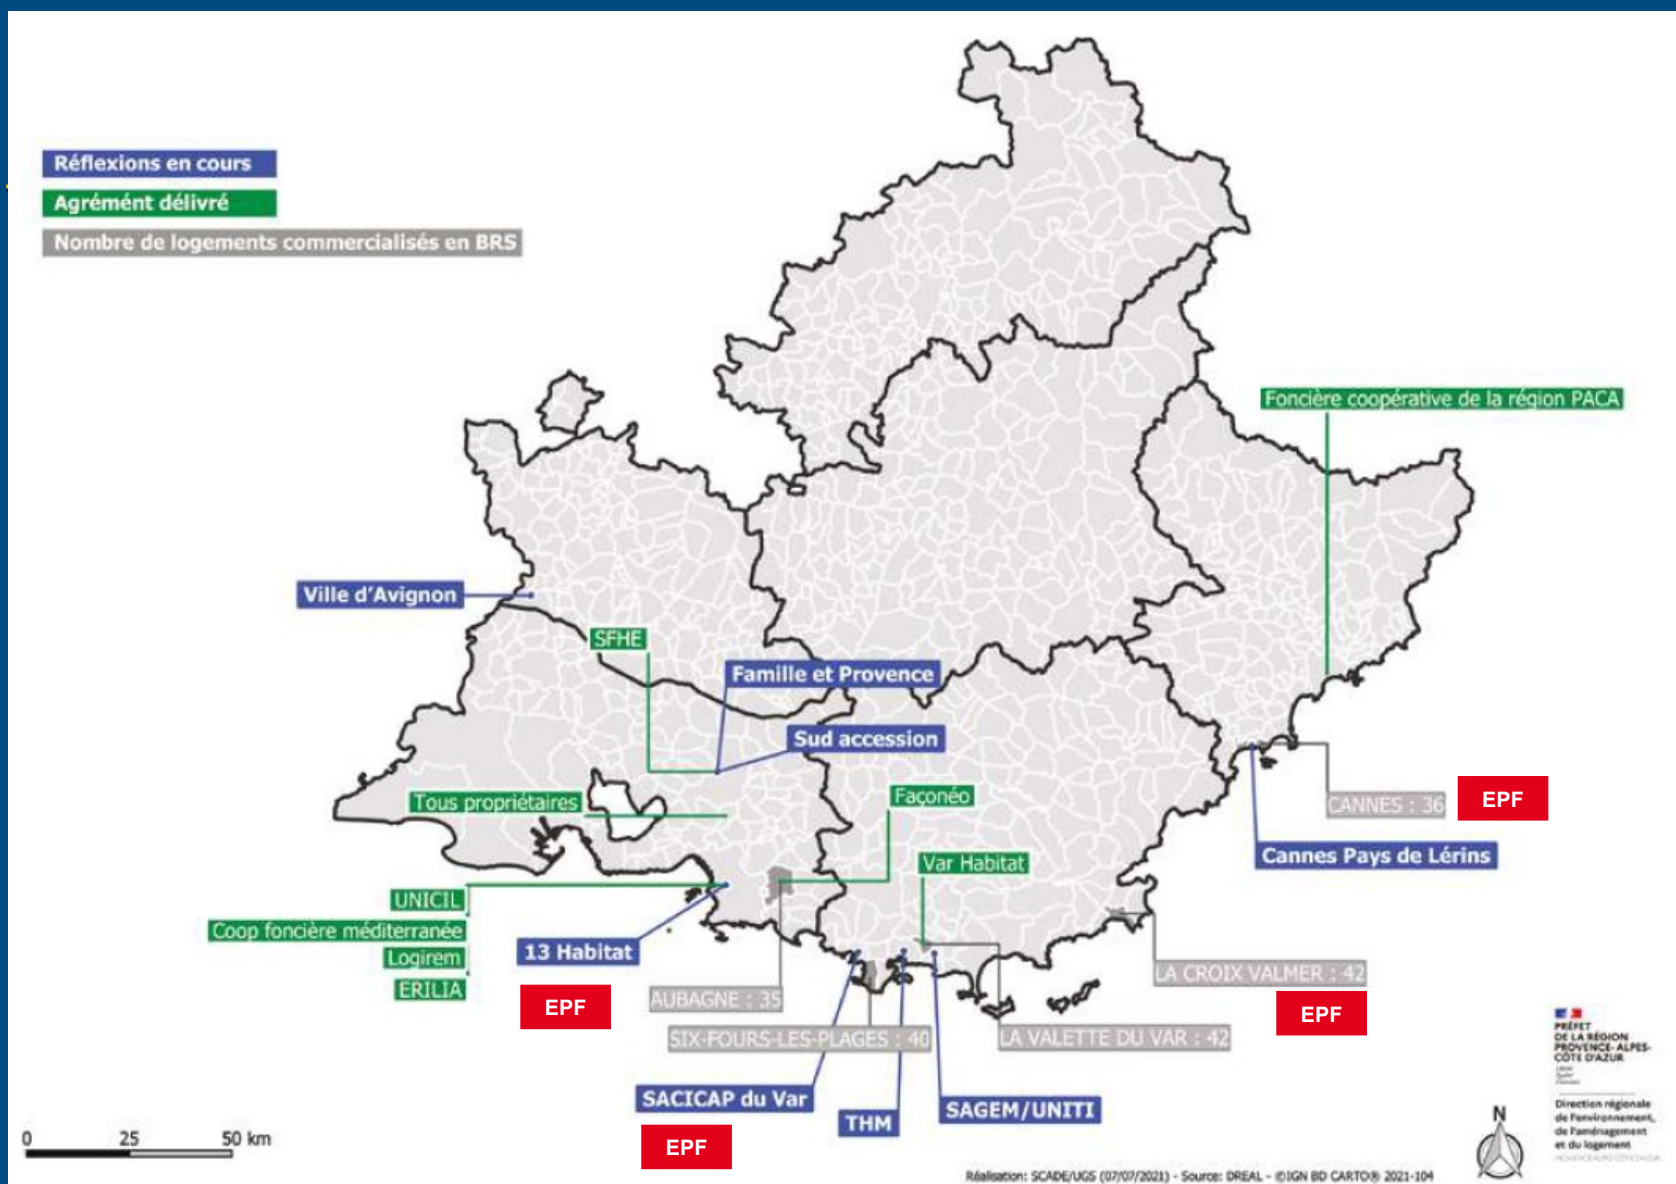 Réflexions en cours
Agrément délivré
Nombre de logements commercialisés en BRS
Foncière coopérative de la région PACA
Ville d'Avignon
SFHE
Famille et Provence
Sud accession
Tous propriétaires
Façonéo
CANNES : 36
EPF
Var Habitat
Cannes Pays de Lérins
UNICIL
Coop foncière méditerranée
Logirem
ERILIA
13 Habitat
EPF
AUBAGNE : 35
LA CROIX VALMER : 42
EPF
SIX-FOURS-LES-PLAGES : 40
LA VALETTE DU VAR : 42
SACICAP du Var
EPF
THM
SAGEM/UNITI
0 25 50 km
N
PRÉFET
DE LA RÉGION
PROVENCE-ALPES-
CÔTE D'AZUR
Direction régionale
de l'environnement,
de l'aménagement
et du logement
Réalisation: SCADE/UGS (07/07/2021) - Source: DREAL - ©IGN BD CARTO® 2021-104